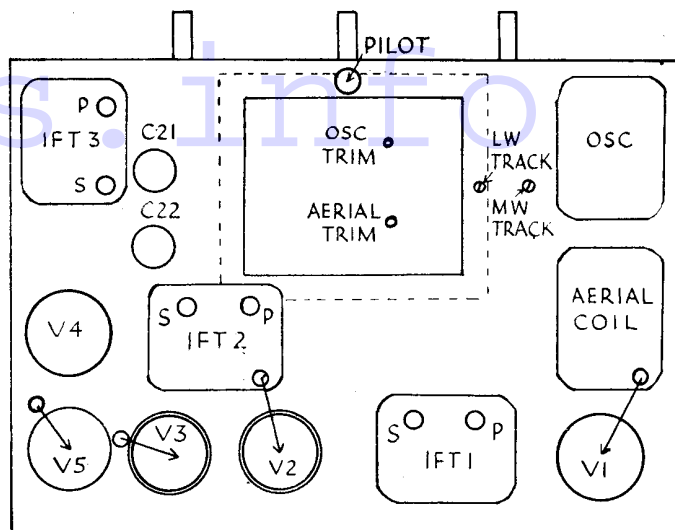 PILOT
s.info
P
IFT 3
S
C21
C22
OSC
TRIM
AERIAL
TRIM
LW
TRACK
MW
TRACK
OSC
AERIAL
COIL
V4
S
P
IFT 2
V5
V3
V2
S
P
IFT 1
V1